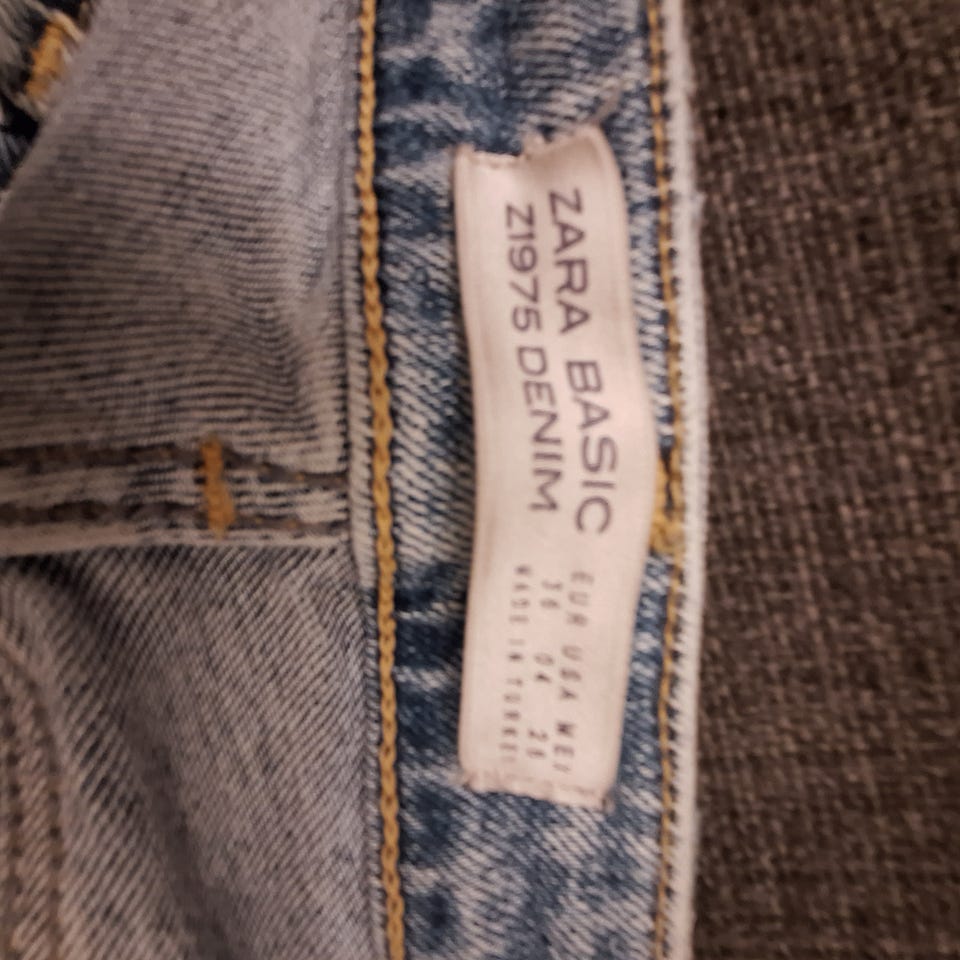 ZARA BASIC
Z1975 DENIM
EUR USA MEX
36 04 26
MADE IN TURKEY